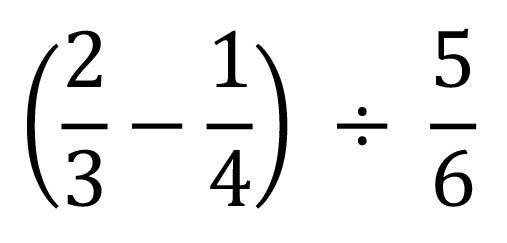 (2/3 − 1/4) ÷ 5/6